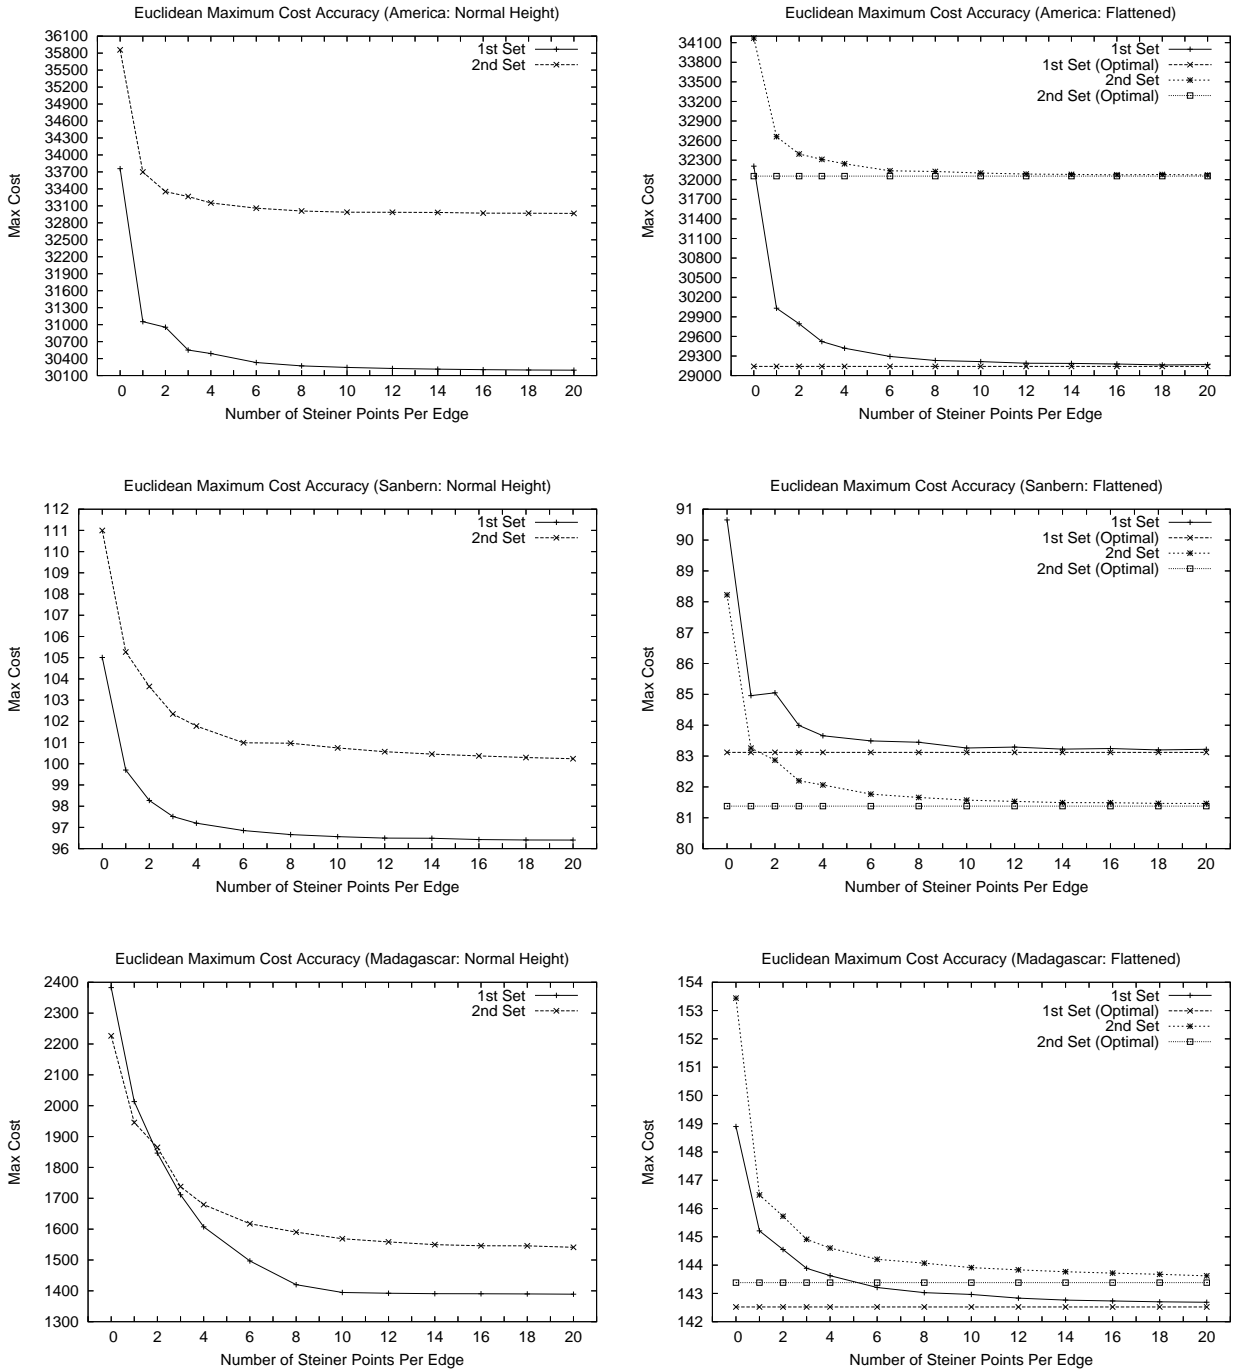 Euclidean Maximum Cost Accuracy (America: Normal Height)
36100
35800
35500
35200
34900
34600
34300
34000
33700
33400
33100
32800
32500
32200
31900
31600
31300
31000
30700
30400
30100
1st Set
2nd Set
Max Cost
0 2 4 6 8 10 12 14 16 18 20
Number of Steiner Points Per Edge
Euclidean Maximum Cost Accuracy (America: Flattened)
34100
33800
33500
33200
32900
32600
32300
32000
31700
31400
31100
30800
30500
30200
29900
29600
29300
29000
1st Set
1st Set (Optimal)
2nd Set
2nd Set (Optimal)
Max Cost
0 2 4 6 8 10 12 14 16 18 20
Number of Steiner Points Per Edge
Euclidean Maximum Cost Accuracy (Sanbern: Normal Height)
112
111
110
109
108
107
106
105
104
103
102
101
100
99
98
97
96
1st Set
2nd Set
Max Cost
0 2 4 6 8 10 12 14 16 18 20
Number of Steiner Points Per Edge
Euclidean Maximum Cost Accuracy (Sanbern: Flattened)
91
90
89
88
87
86
85
84
83
82
81
80
1st Set
1st Set (Optimal)
2nd Set
2nd Set (Optimal)
Max Cost
0 2 4 6 8 10 12 14 16 18 20
Number of Steiner Points Per Edge
Euclidean Maximum Cost Accuracy (Madagascar: Normal Height)
2400
2300
2200
2100
2000
1900
1800
1700
1600
1500
1400
1300
1st Set
2nd Set
Max Cost
0 2 4 6 8 10 12 14 16 18 20
Number of Steiner Points Per Edge
Euclidean Maximum Cost Accuracy (Madagascar: Flattened)
154
153
152
151
150
149
148
147
146
145
144
143
142
1st Set
1st Set (Optimal)
2nd Set
2nd Set (Optimal)
Max Cost
0 2 4 6 8 10 12 14 16 18 20
Number of Steiner Points Per Edge